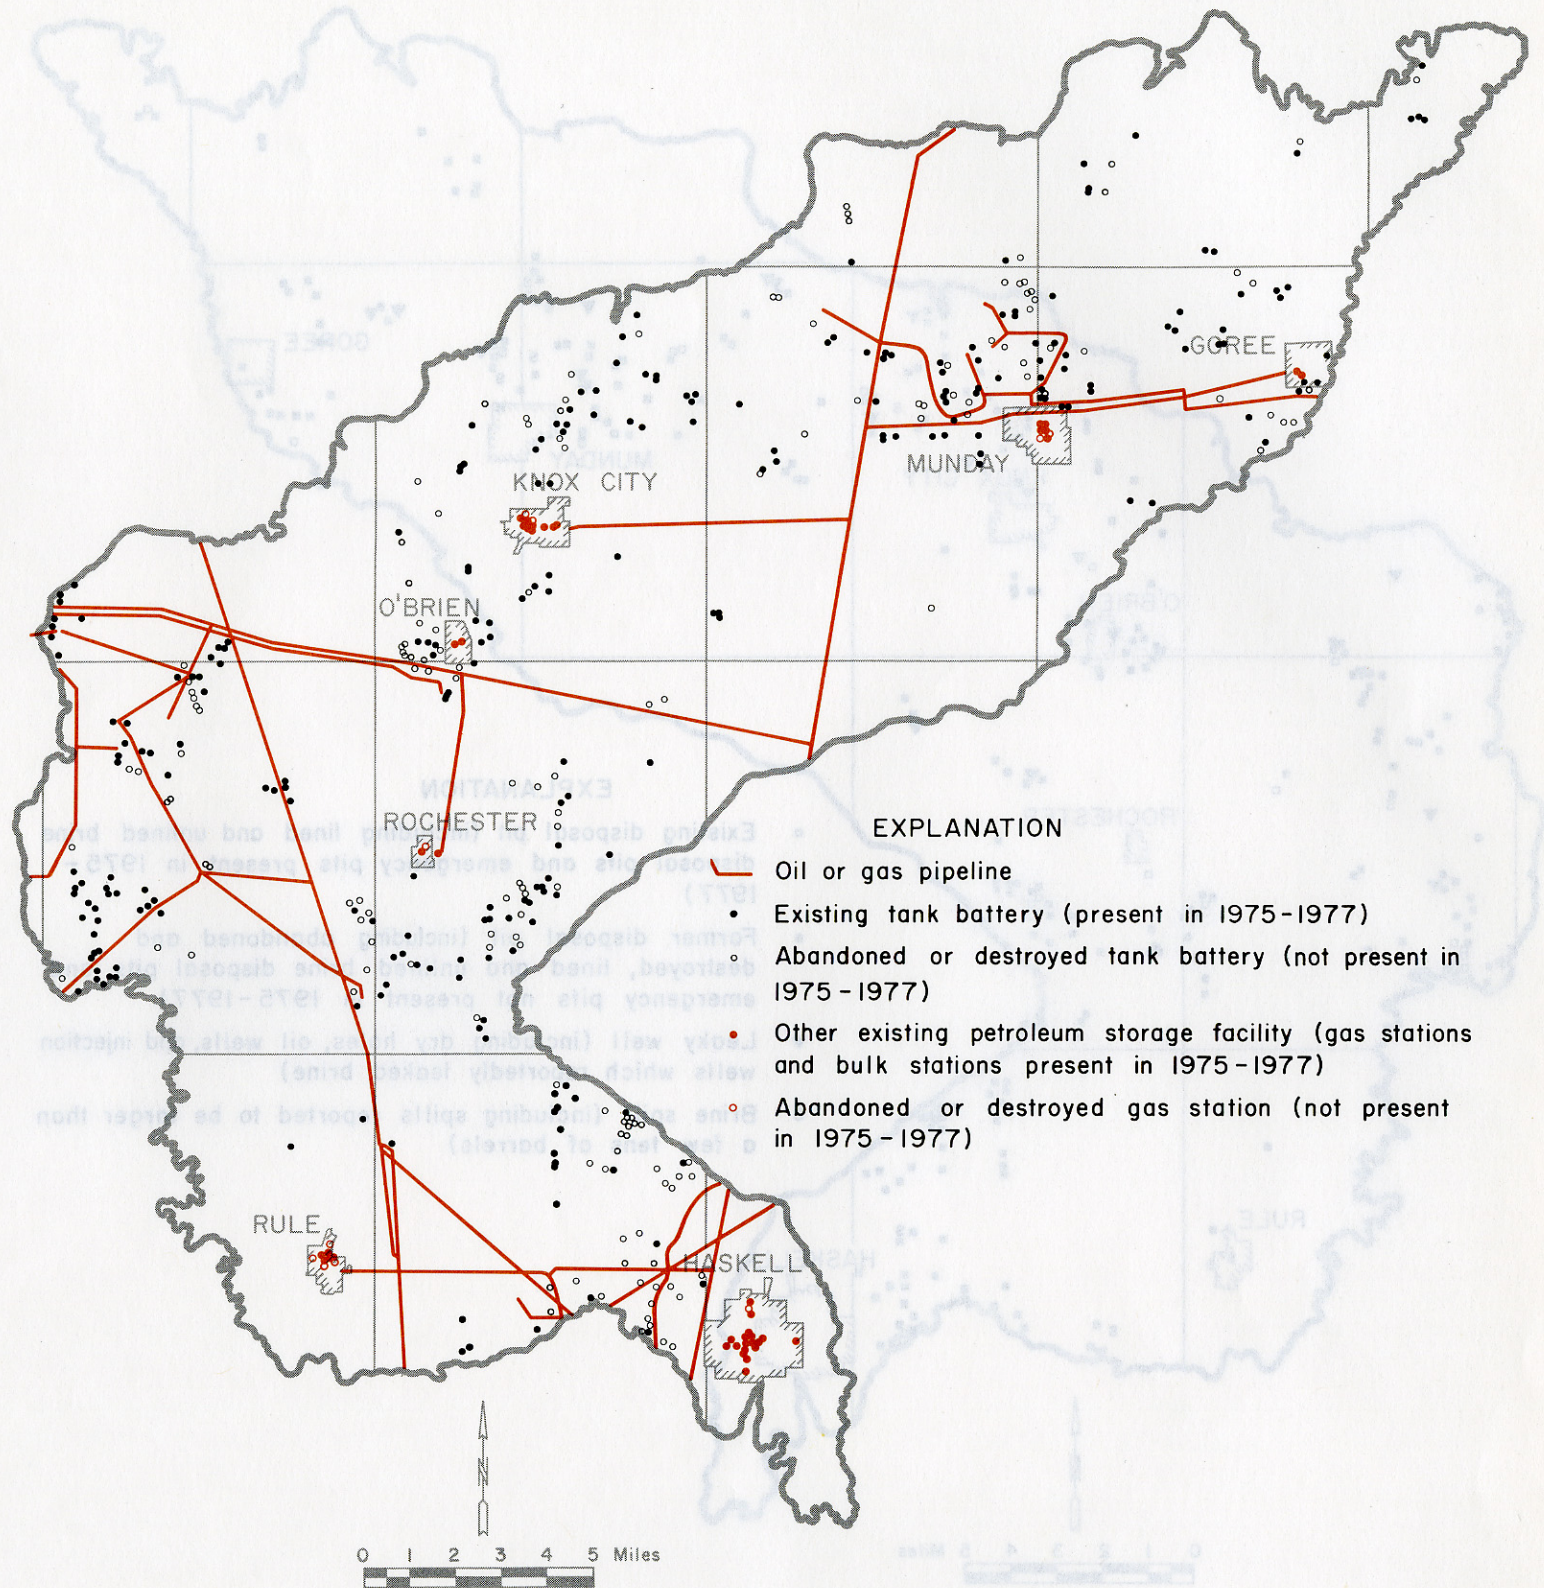 GOREE
MUNDAY
KNOX CITY
O'BRIEN
ROCHESTER
EXPLANATION
Oil or gas pipeline
Existing tank battery (present in 1975-1977)
Abandoned or destroyed tank battery (not present in
1975-1977)
Other existing petroleum storage facility (gas stations
and bulk stations present in 1975-1977)
Abandoned or destroyed gas station (not present
in 1975-1977)
RULE
HASKELL
N
0 1 2 3 4 5 Miles